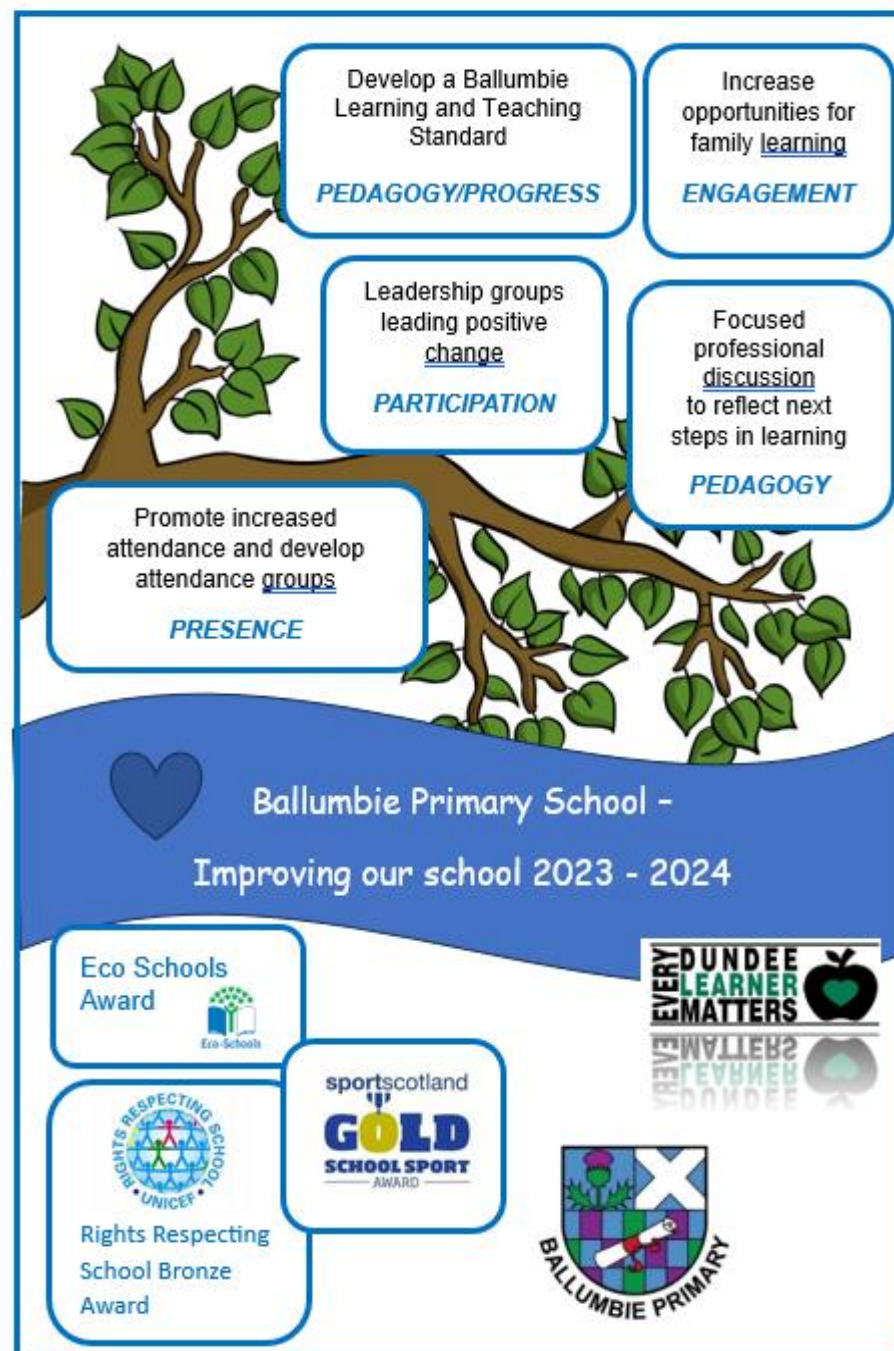 Develop a Ballumbie
Learning and Teaching
Standard
PEDAGOGY/PROGRESS
Increase
opportunities for
family learning
ENGAGEMENT
Leadership groups
leading positive
change
PARTICIPATION
Focused
professional
discussion
to reflect next
steps in learning
PEDAGOGY
Promote increased
attendance and develop
attendance groups
PRESENCE
Ballumbie Primary School –
Improving our school 2023 - 2024
Eco Schools
Award
Eco-Schools
EVERY
DUNDEE
LEARNER
MATTERS
sportscotland
GOLD
SCHOOL SPORT
AWARD
RIGHTS RESPECTING SCHOOL
UNICEF
Rights Respecting
School Bronze
Award
BALLUMBIE PRIMARY